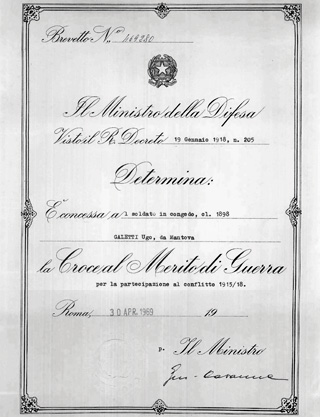 Brevetto N.ro 064280
Il Ministro della Difesa
Visto il R. Decreto 19 Gennaio 1918, n. 205
Determina:
È concessa a l soldato in congedo, cl. 1898
GALETTI Ugo, da Mantova
la Croce al Merito di Guerra
per la partecipazione al conflitto 1915/18.
Roma, 30 APR. 1969 19
p. Il Ministro